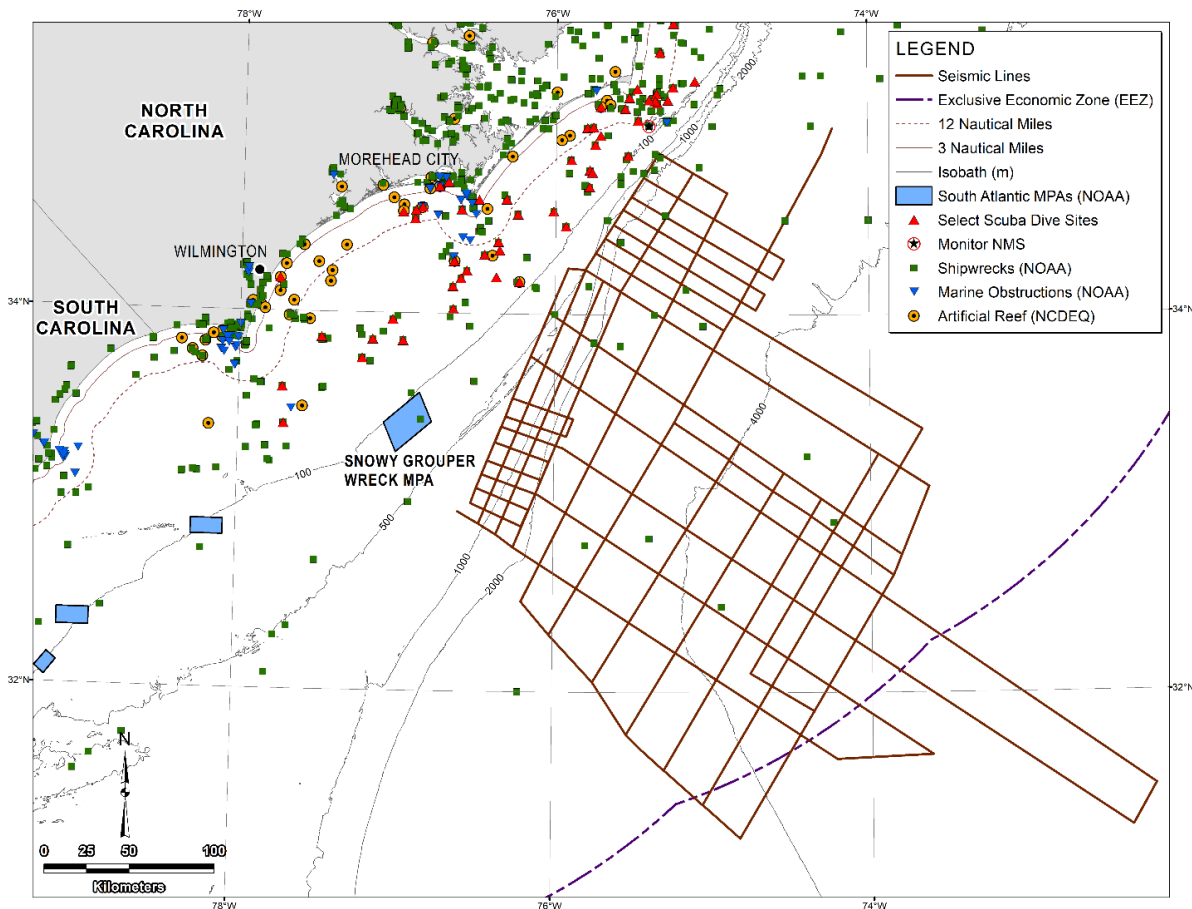 78°W
76°W
74°W
LEGEND
Seismic Lines
Exclusive Economic Zone (EEZ)
12 Nautical Miles
3 Nautical Miles
Isobath (m)
South Atlantic MPAs (NOAA)
Select Scuba Dive Sites
Monitor NMS
Shipwrecks (NOAA)
Marine Obstructions (NOAA)
Artificial Reef (NCDEQ)
2000
1000
100
NORTH
CAROLINA
MOREHEAD CITY
WILMINGTON
34°N
34°N
SOUTH
CAROLINA
4000
SNOWY GROUPER
WRECK MPA
100
500
1000
2000
32°N
32°N
N
0 25 50 100
Kilometers
78°W
76°W
74°W